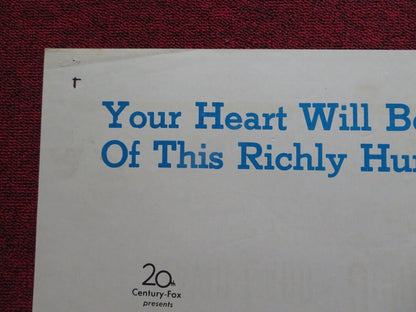 Your Heart Will Be
Of This Richly Hu
20th
Century-Fox
presents